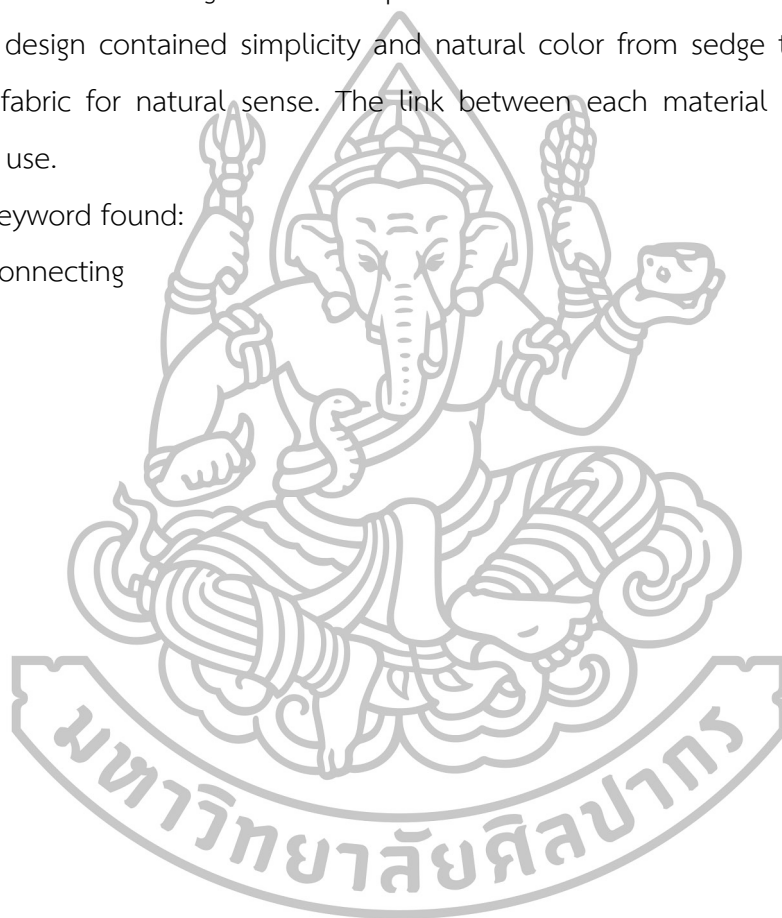 design contained simplicity and natural color from sedge
fabric for natural sense. The link between each material
use.
eyword found:
onnecting
มหาวิทยาลัยศิลปากร